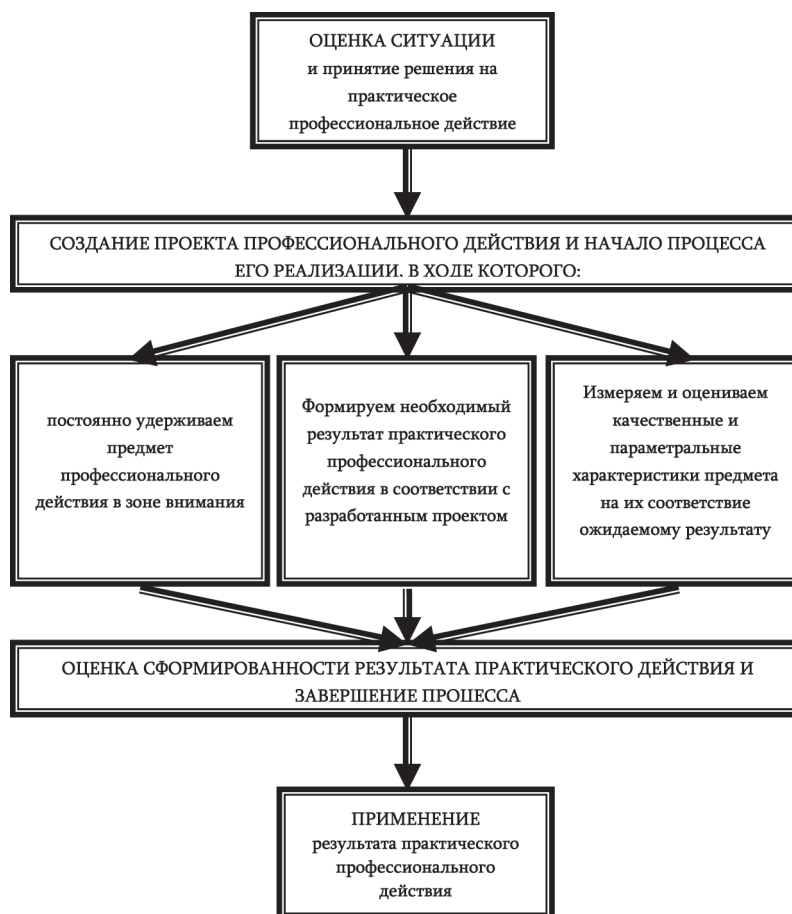 ОЦЕНКА СИТУАЦИИ
и принятие решения на
практическое
профессиональное действие
СОЗДАНИЕ ПРОЕКТА ПРОФЕССИОНАЛЬНОГО ДЕЙСТВИЯ И НАЧАЛО ПРОЦЕССА
ЕГО РЕАЛИЗАЦИИ, В ХОДЕ КОТОРОГО:
постоянно удерживаем
предмет
профессионального
действия в зоне внимания
Формируем необходимый
результат практического
профессионального
действия в соответствии с
разработанным проектом
Измеряем и оцениваем
качественные и
параметральные
характеристики предмета
на их соответствие
ожидаемому результату
ОЦЕНКА СФОРМИРОВАННОСТИ РЕЗУЛЬТАТА ПРАКТИЧЕСКОГО ДЕЙСТВИЯ И
ЗАВЕРШЕНИЕ ПРОЦЕССА
ПРИМЕНЕНИЕ
результата практического
профессионального
действия